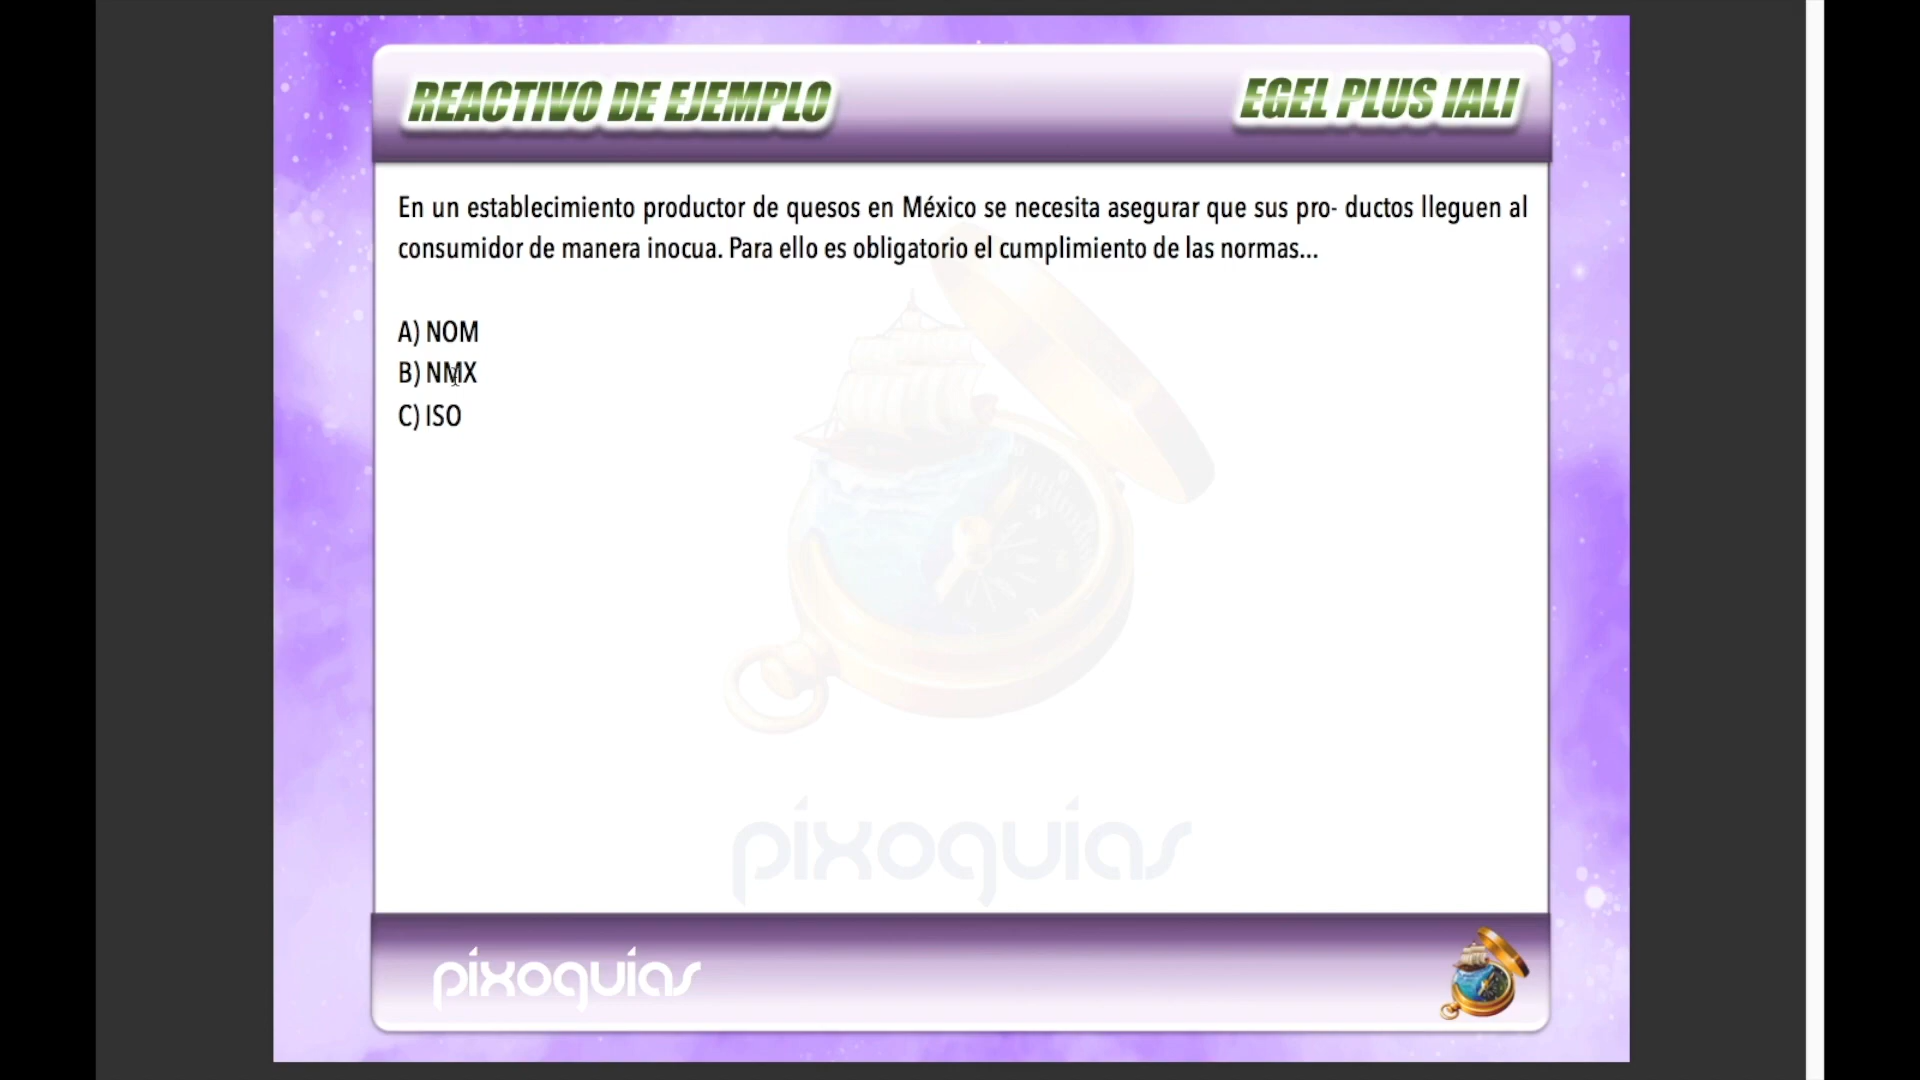 REACTIVO DE EJEMPLO
EGEL PLUS IALI
En un establecimiento productor de quesos en México se necesita asegurar que sus pro- ductos lleguen al
consumidor de manera inocua. Para ello es obligatorio el cumplimiento de las normas...
A) NOM
B) NMX
C) ISO
pixoguías
pixoguías